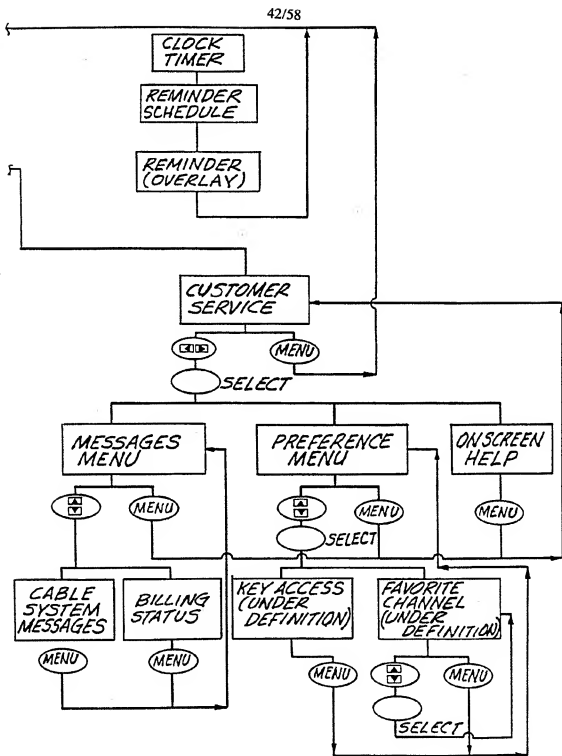 42/58
CLOCK
TIMER
REMINDER
SCHEDULE
REMINDER
(OVERLAY)
CUSTOMER
SERVICE
MENU
SELECT
MESSAGES
MENU
PREFERENCE
MENU
ONSCREEN
HELP
MENU
MENU
MENU
SELECT
CABLE
SYSTEM
MESSAGES
BILLING
STATUS
KEY ACCESS
(UNDER
DEFINITION)
FAVORITE
CHANNEL
(UNDER
DEFINITION)
MENU
MENU
MENU
MENU
SELECT